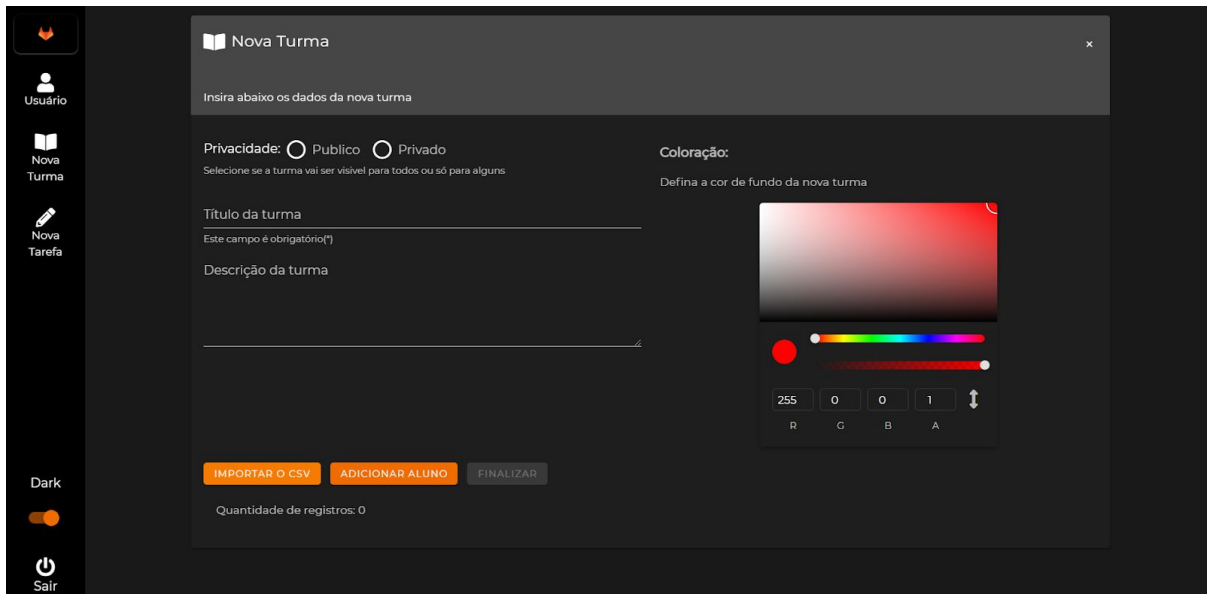 Usuário
Nova
Turma
Nova
Tarefa
Dark
Sair
Nova Turma
×
Insira abaixo os dados da nova turma
Privacidade: Publico Privado
Selecione se a turma vai ser visivel para todos ou só para alguns
Título da turma
Este campo é obrigatório(*)
Descrição da turma
Coloração:
Defina a cor de fundo da nova turma
255 0 0 1
R G B A
IMPORTAR O CSV ADICIONAR ALUNO FINALIZAR
Quantidade de registros: 0